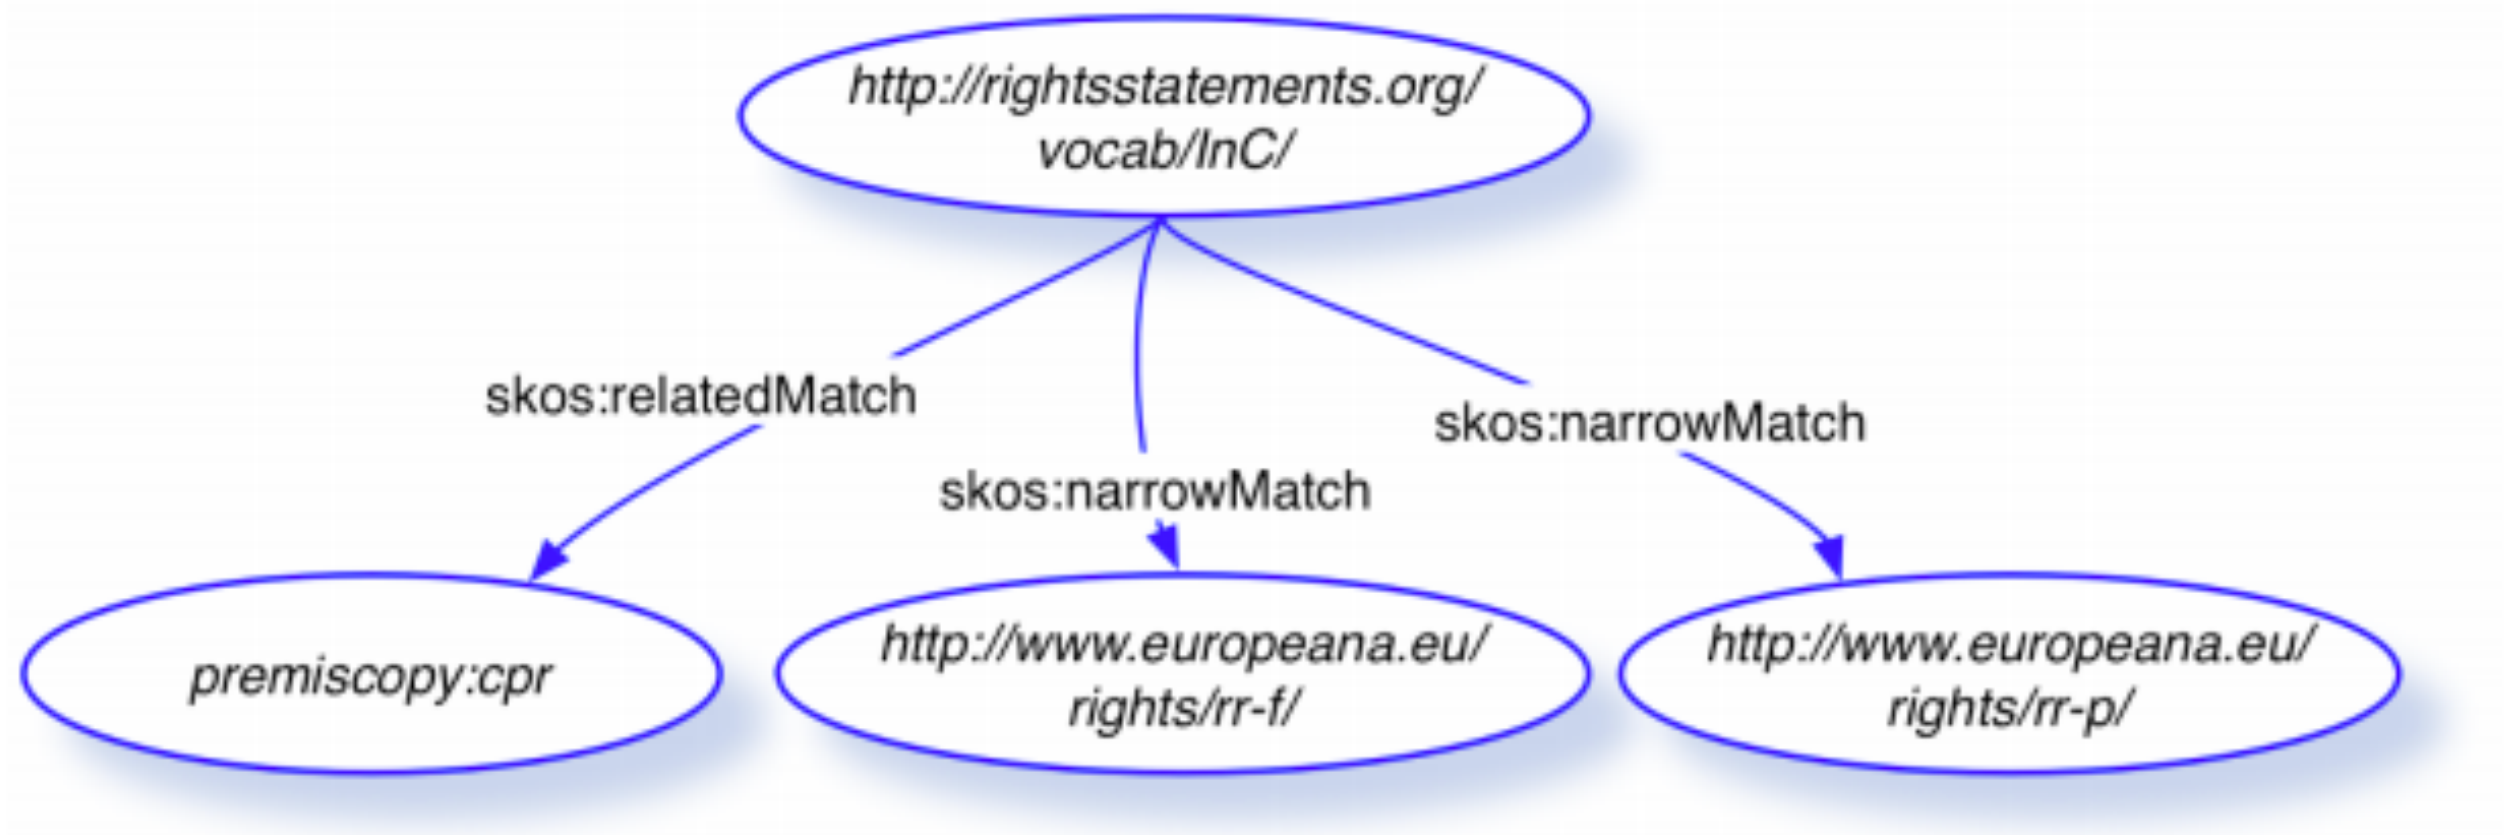 http://rightsstatements.org/
vocab/InC/
skos:relatedMatch
skos:narrowMatch
skos:narrowMatch
premiscopy:cpr
http://www.europeana.eu/
rights/rr-f/
http://www.europeana.eu/
rights/rr-p/